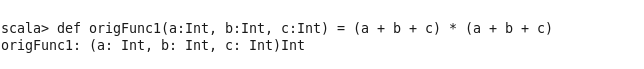 scala> def origFunc1(a:Int, b:Int, c:Int) = (a + b + c) * (a + b + c)
origFunc1: (a: Int, b: Int, c: Int)Int